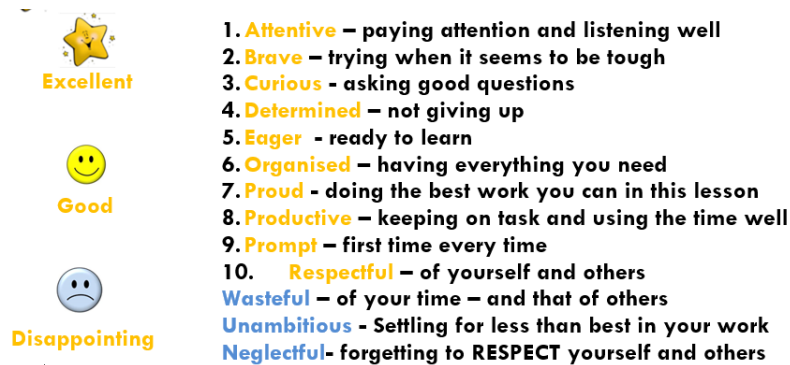 Excellent
Good
Disappointing
1. Attentive – paying attention and listening well
2. Brave – trying when it seems to be tough
3. Curious - asking good questions
4. Determined – not giving up
5. Eager - ready to learn
6. Organised – having everything you need
7. Proud - doing the best work you can in this lesson
8. Productive – keeping on task and using the time well
9. Prompt – first time every time
10. Respectful – of yourself and others
Wasteful – of your time – and that of others
Unambitious - Settling for less than best in your work
Neglectful- forgetting to RESPECT yourself and others